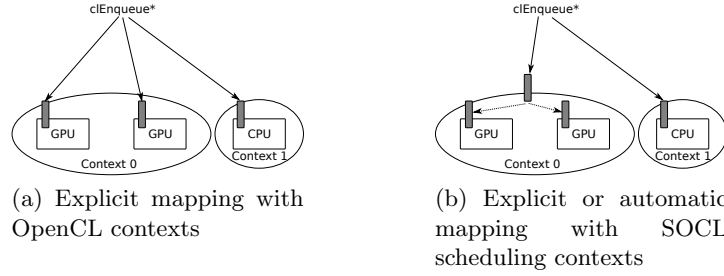 clEnqueue*
GPU
GPU
CPU
Context 0
Context 1
(a) Explicit mapping with
OpenCL contexts
clEnqueue*
GPU
GPU
CPU
Context 0
Context 1
(b) Explicit or automatic
mapping with SOCL
scheduling contexts